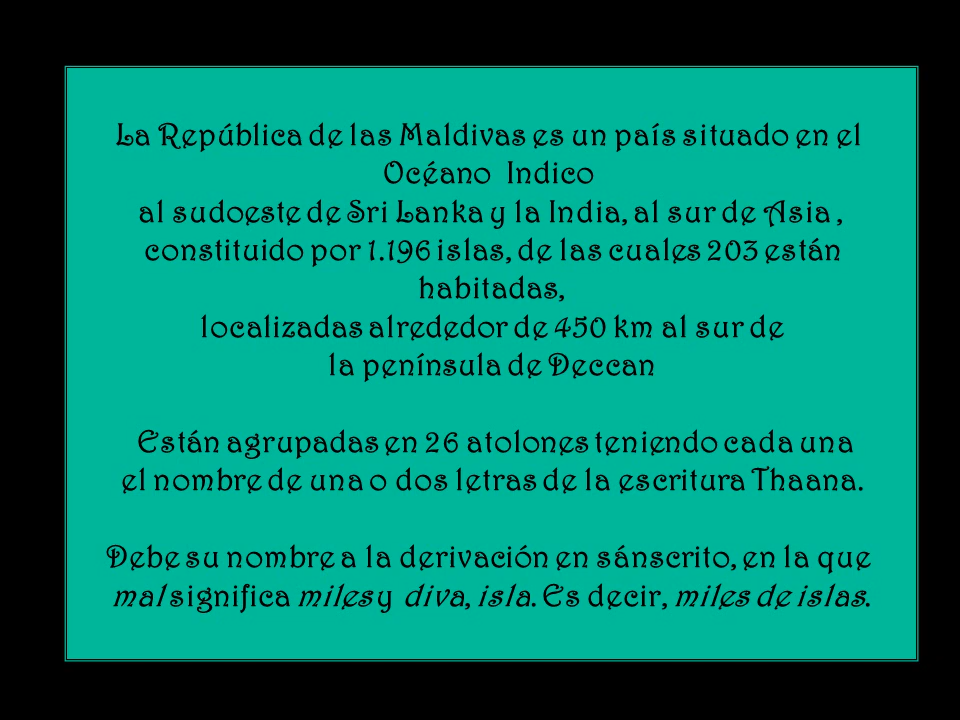 La República de las Maldivas es un país situado en el
Océano Indico
al sudoeste de Sri Lanka y la India, al sur de Asia ,
constituido por 1.196 islas, de las cuales 203 están
habitadas,
localizadas alrededor de 450 km al sur de
la península de Deccan
Están agrupadas en 26 atolones teniendo cada una
el nombre de una o dos letras de la escritura Thaana.
Debe su nombre a la derivación en sánscrito, en la que
mal significa miles y diva, isla. Es decir, miles de islas.